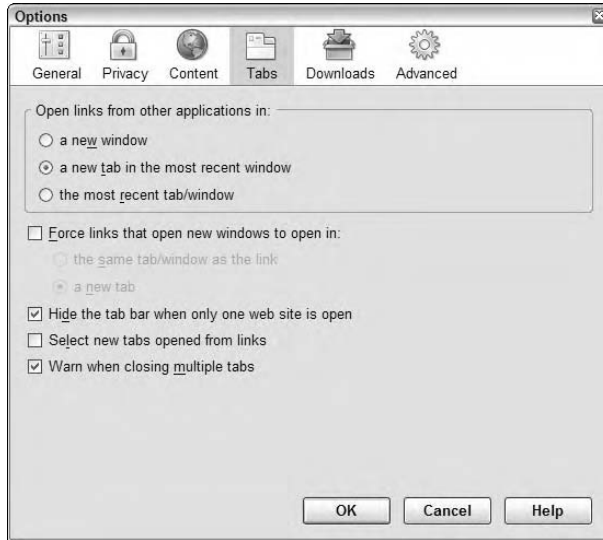 Options
General Privacy Content Tabs Downloads Advanced
Open links from other applications in:
a new window
a new tab in the most recent window
the most recent tab/window
Force links that open new windows to open in:
the same tab/window as the link
a new tab
Hide the tab bar when only one web site is open
Select new tabs opened from links
Warn when closing multiple tabs
OK Cancel Help